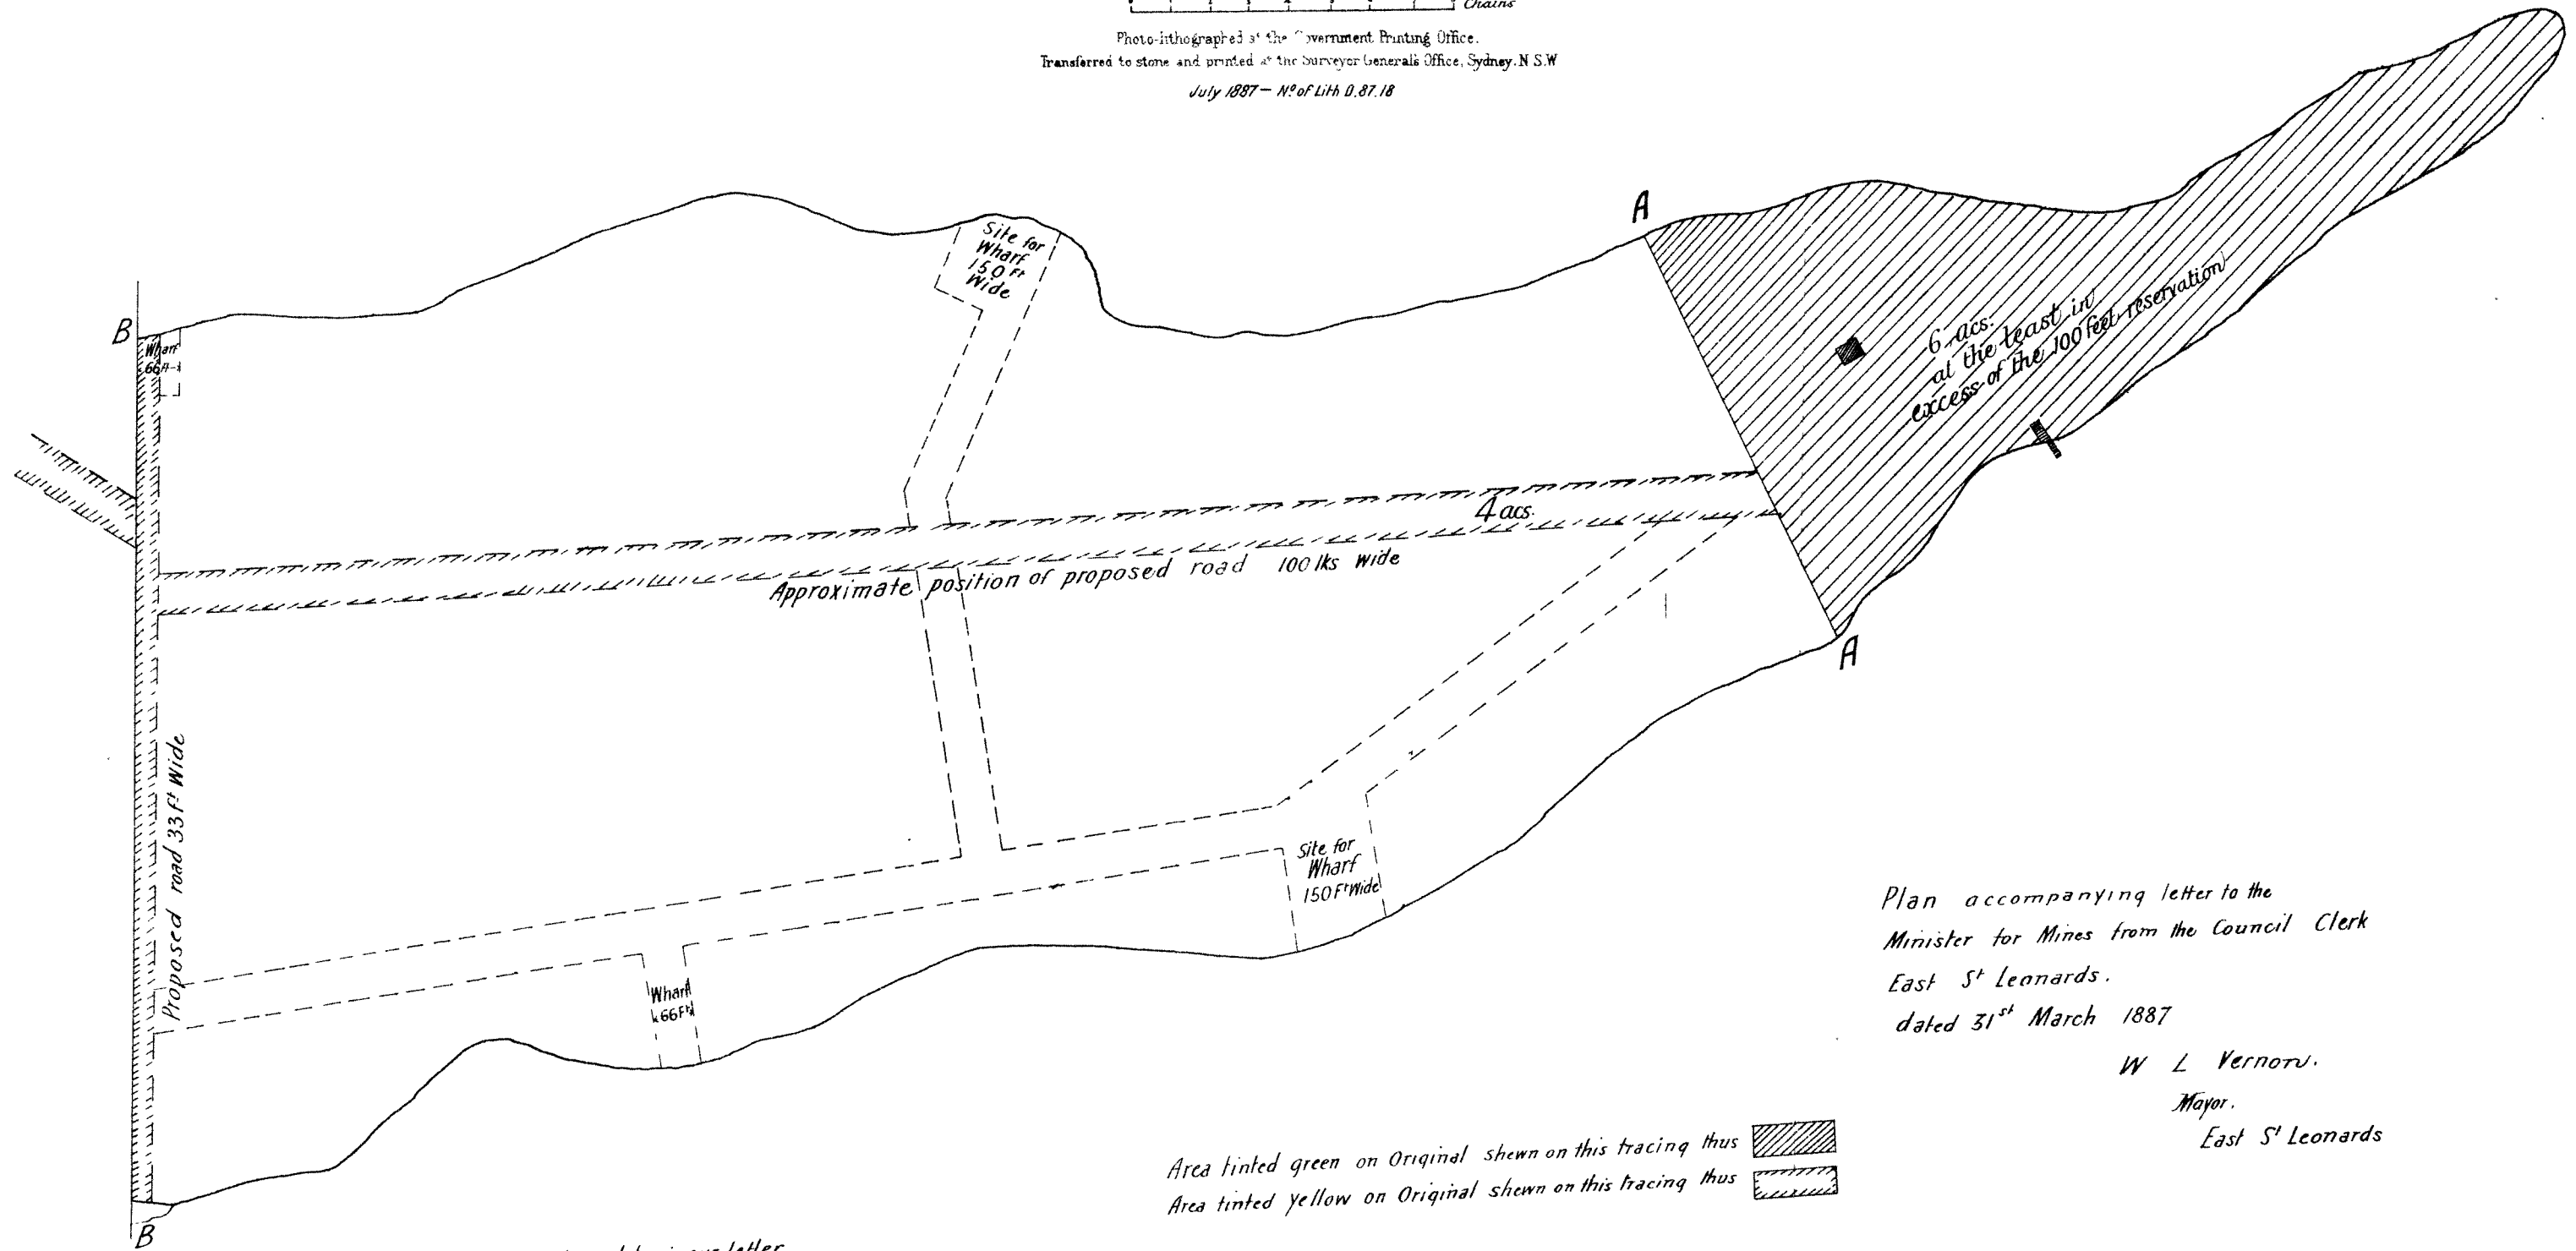 Chains
Photo-lithographed at the Government Printing Office.
Transferred to stone and printed at the Surveyor General's Office, Sydney. N S.W
July 1887 — Nº of Lith D.87.18
A
Site for
Wharf
150 Ft
Wide
B
Wharf
66 Ft
6 acs.
at the least in
excess of the 100 feet reservation
4 acs.
Approximate position of proposed road 100 lks wide
A
Proposed road 33 Ft Wide
Site for
Wharf
150 Ft Wide
Wharf
66 Ft
Plan accompanying letter to the
Minister for Mines from the Council Clerk
East St Leonards.
dated 31st March 1887
W L Vernon.
Mayor.
East St Leonards
Area tinted green on Original shewn on this tracing thus
Area tinted yellow on Original shewn on this tracing thus
B
our letter